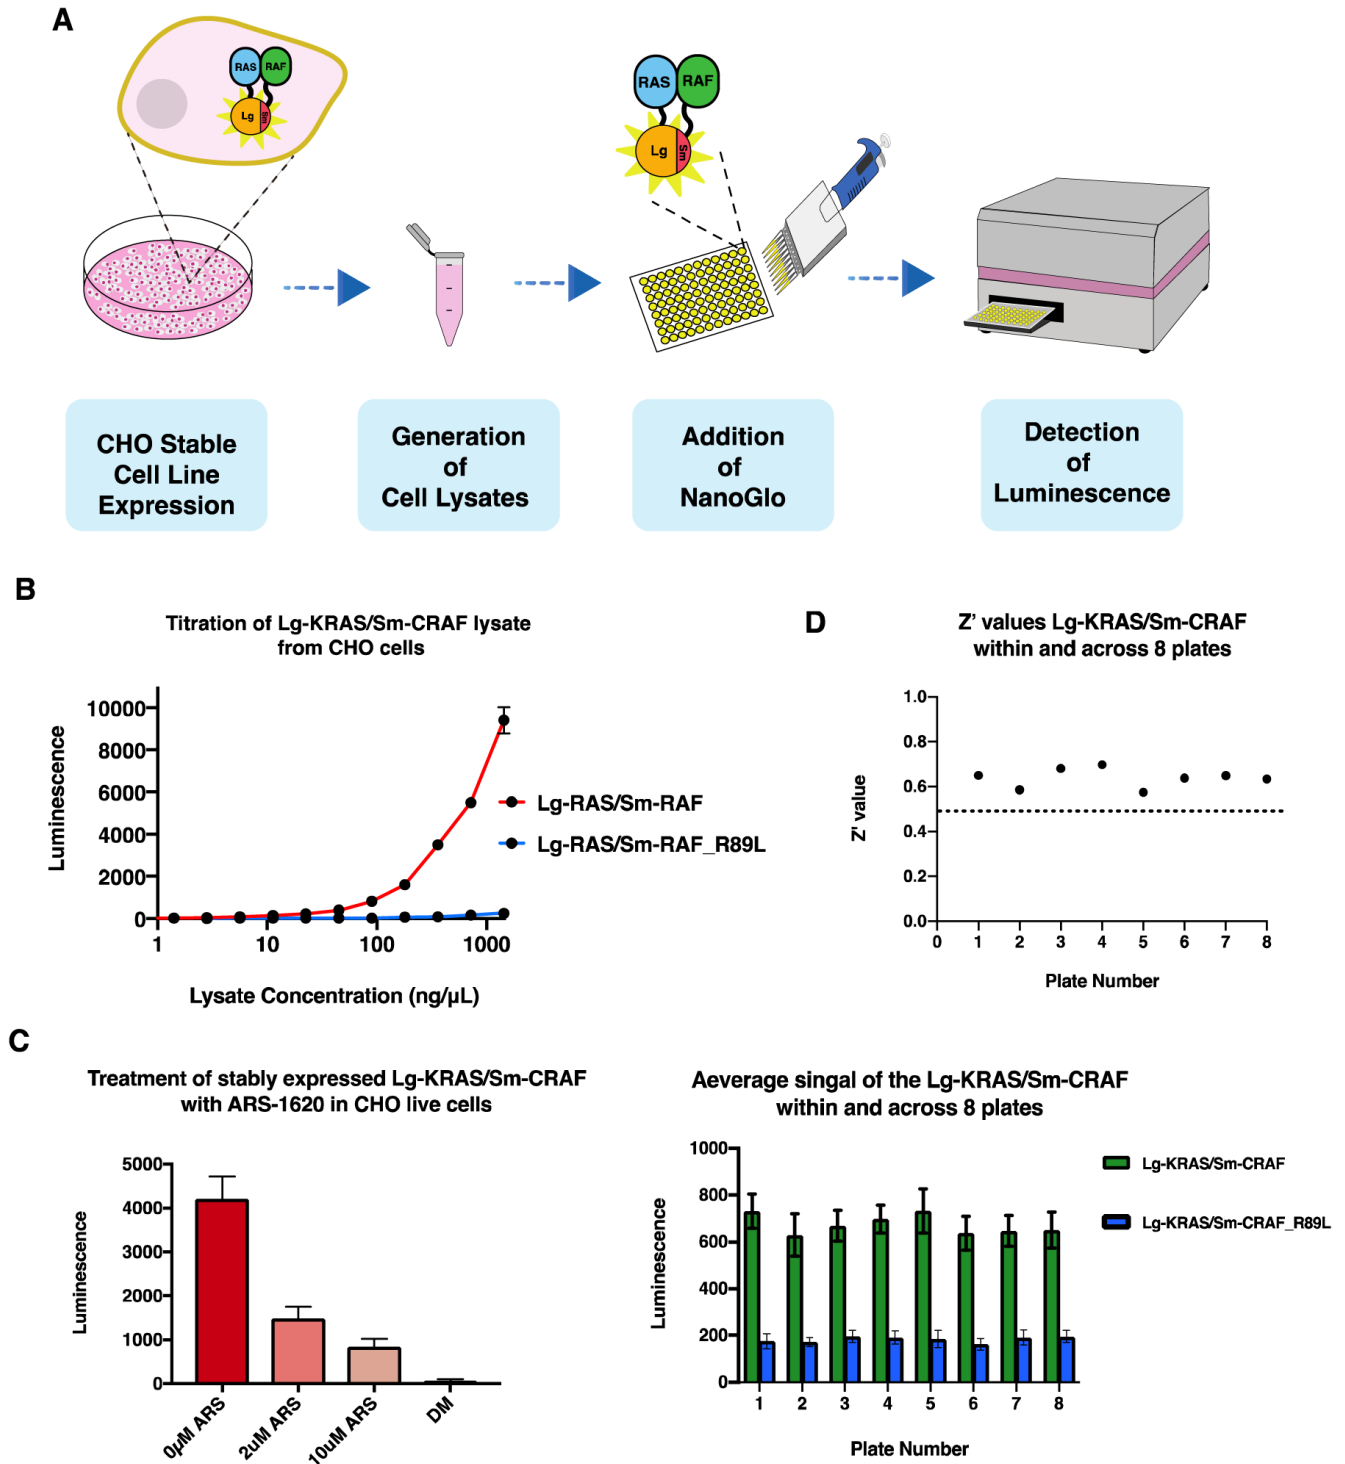 A
RAS RAF
Lg Sm
RAS RAF
Lg Sm
CHO Stable
Cell Line
Expression
Generation
of
Cell Lysates
Addition
of
NanoGlo
Detection
of
Luminescence
B
Titration of Lg-KRAS/Sm-CRAF lysate
from CHO cells
Luminescence
10000
8000
6000
4000
2000
0
1 10 100 1000
Lysate Concentration (ng/µL)
Lg-RAS/Sm-RAF
Lg-RAS/Sm-RAF_R89L
D
Z’ values Lg-KRAS/Sm-CRAF
within and across 8 plates
Z’ value
1.0
0.8
0.6
0.4
0.2
0.0
0 1 2 3 4 5 6 7 8
Plate Number
C
Treatment of stably expressed Lg-KRAS/Sm-CRAF
with ARS-1620 in CHO live cells
Luminescence
5000
4000
3000
2000
1000
0
0µM ARS
2uM ARS
10uM ARS
DM
Aeverage singal of the Lg-KRAS/Sm-CRAF
within and across 8 plates
Luminescence
1000
800
600
400
200
0
1 2 3 4 5 6 7 8
Plate Number
Lg-KRAS/Sm-CRAF
Lg-KRAS/Sm-CRAF_R89L